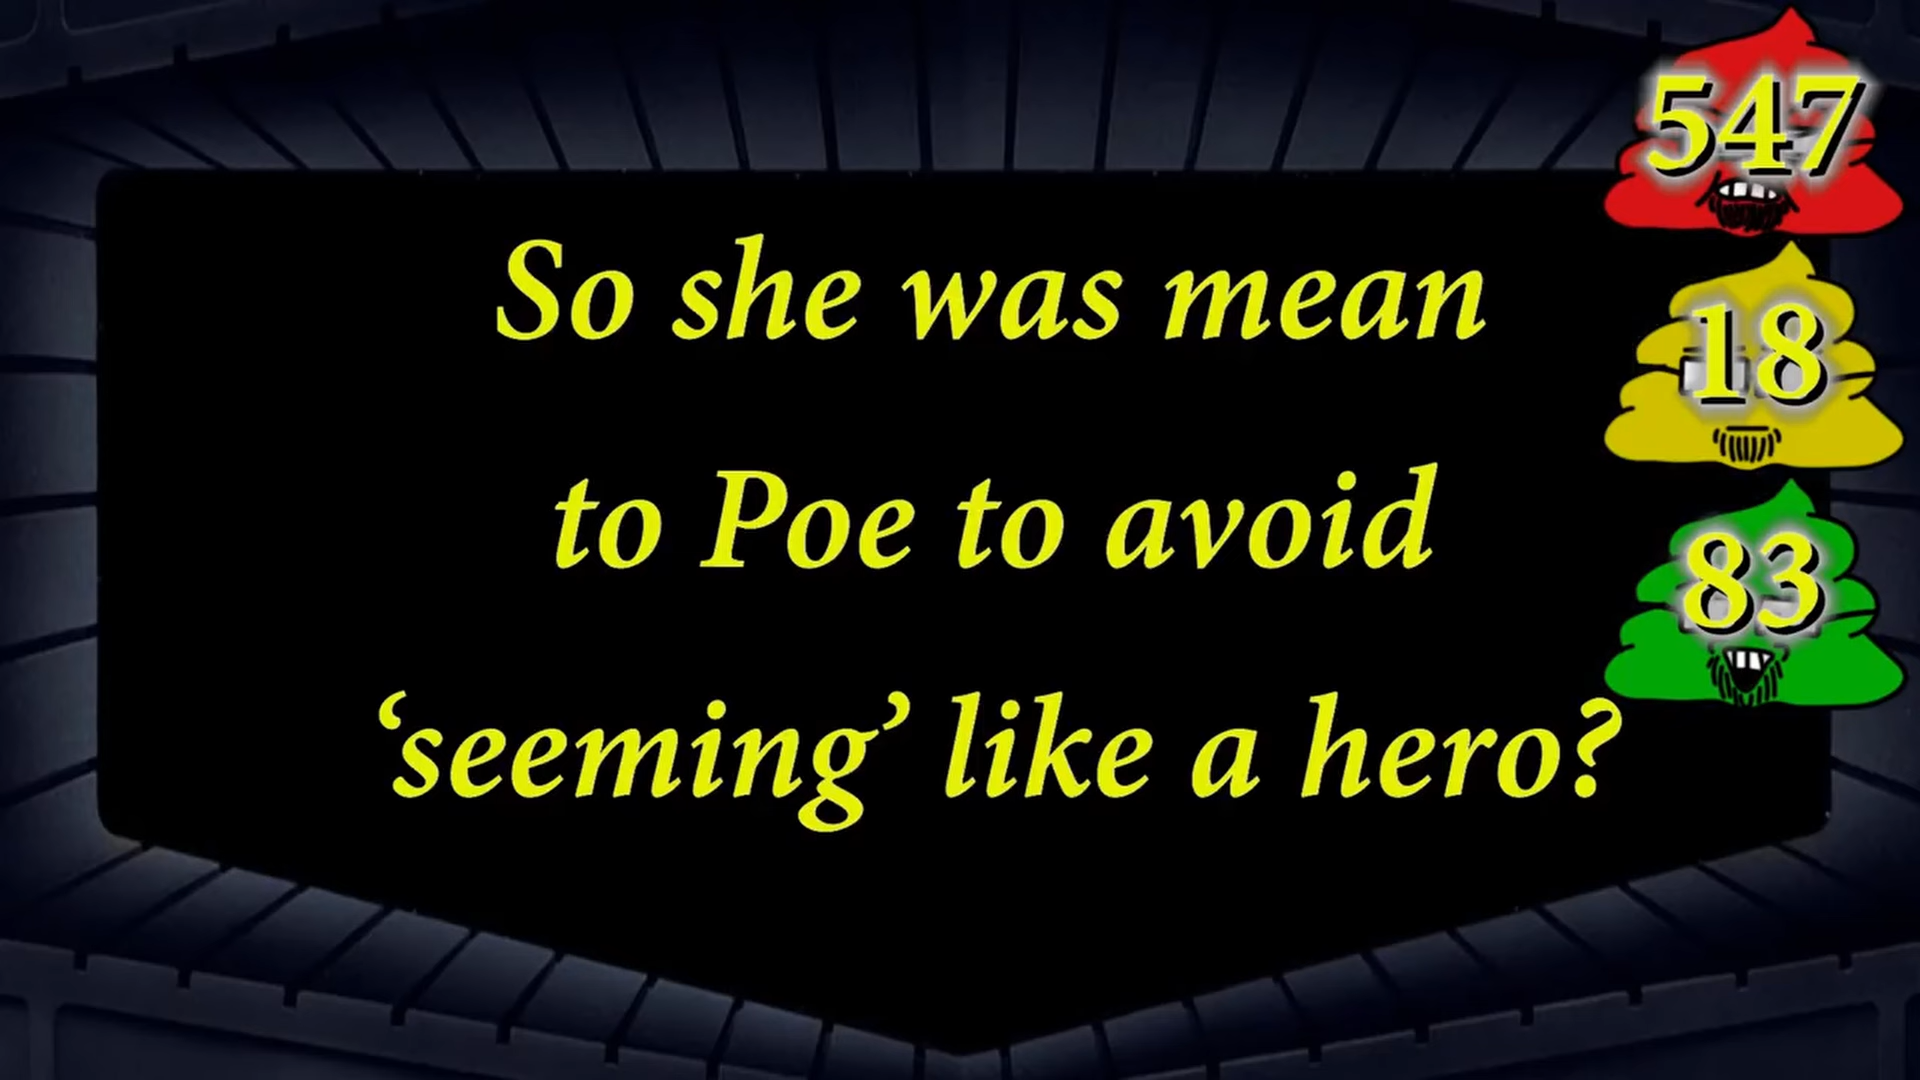 547
So she was mean
18
to Poe to avoid
83
‘seeming’ like a hero?